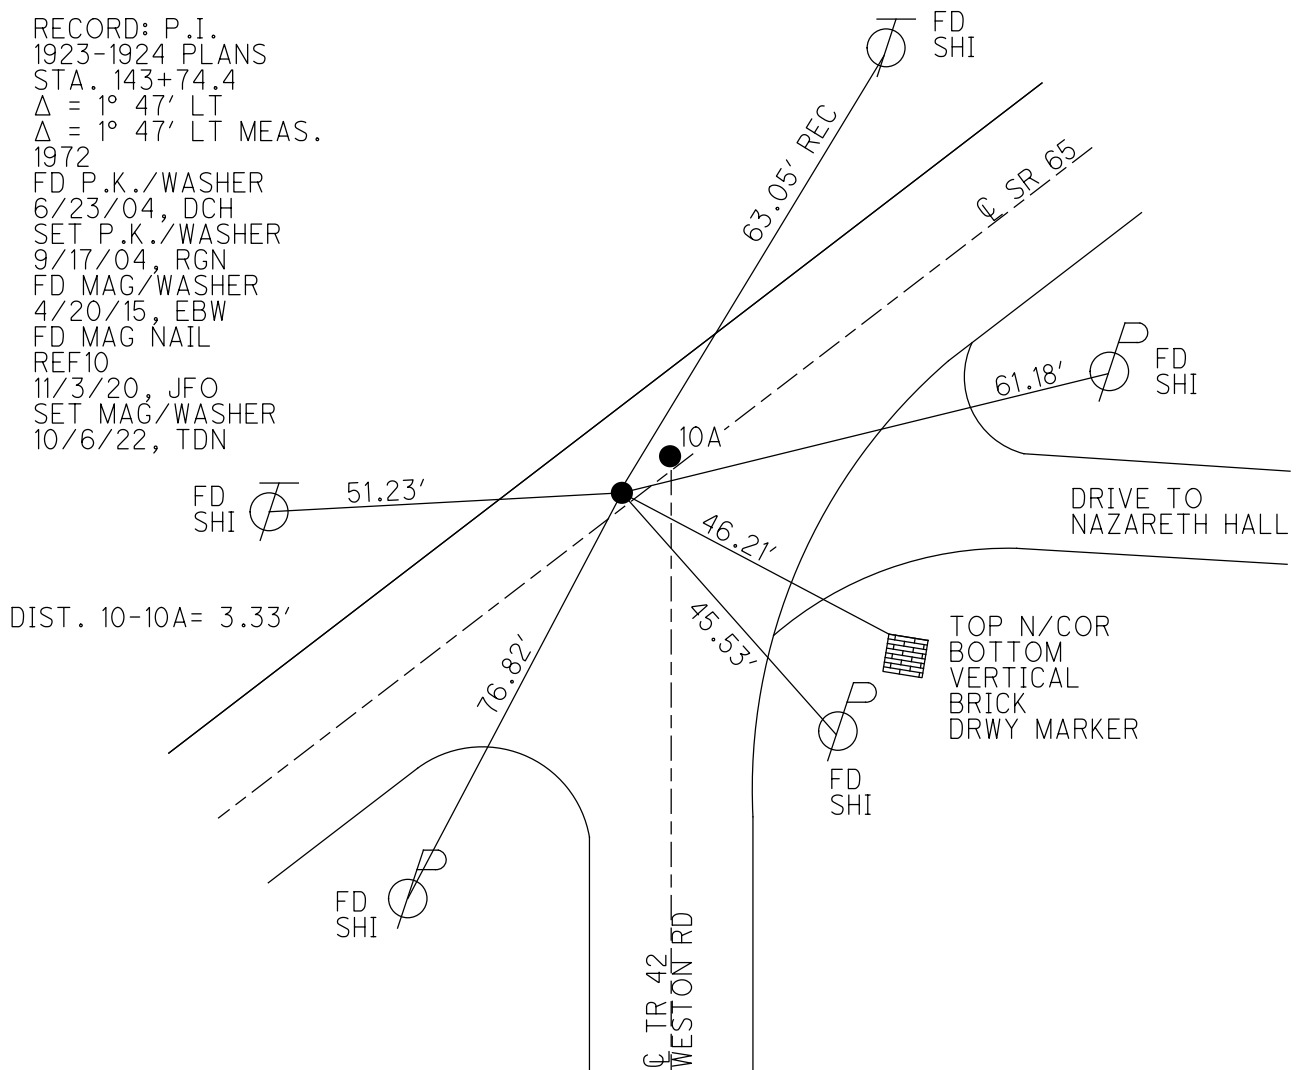 RECORD: P.I.
1923-1924 PLANS
STA. 143+74.4
Δ = 1° 47' LT
Δ = 1° 47' LT MEAS.
1972
FD P.K./WASHER
6/23/04, DCH
SET P.K./WASHER
9/17/04, RGN
FD MAG/WASHER
4/20/15, EBW
FD MAG NAIL
REF10
11/3/20, JFO
SET MAG/WASHER
10/6/22, TDN
FD
SHI
63.05' REC
℄ SR 65
FD
SHI
61.18'
10A
FD
SHI
51.23'
DRIVE TO
NAZARETH HALL
46.21'
DIST. 10-10A= 3.33'
45.53'
76.82'
TOP N/COR
BOTTOM
VERTICAL
BRICK
DRWY MARKER
FD
SHI
FD
SHI
℄ TR 42
WESTON RD